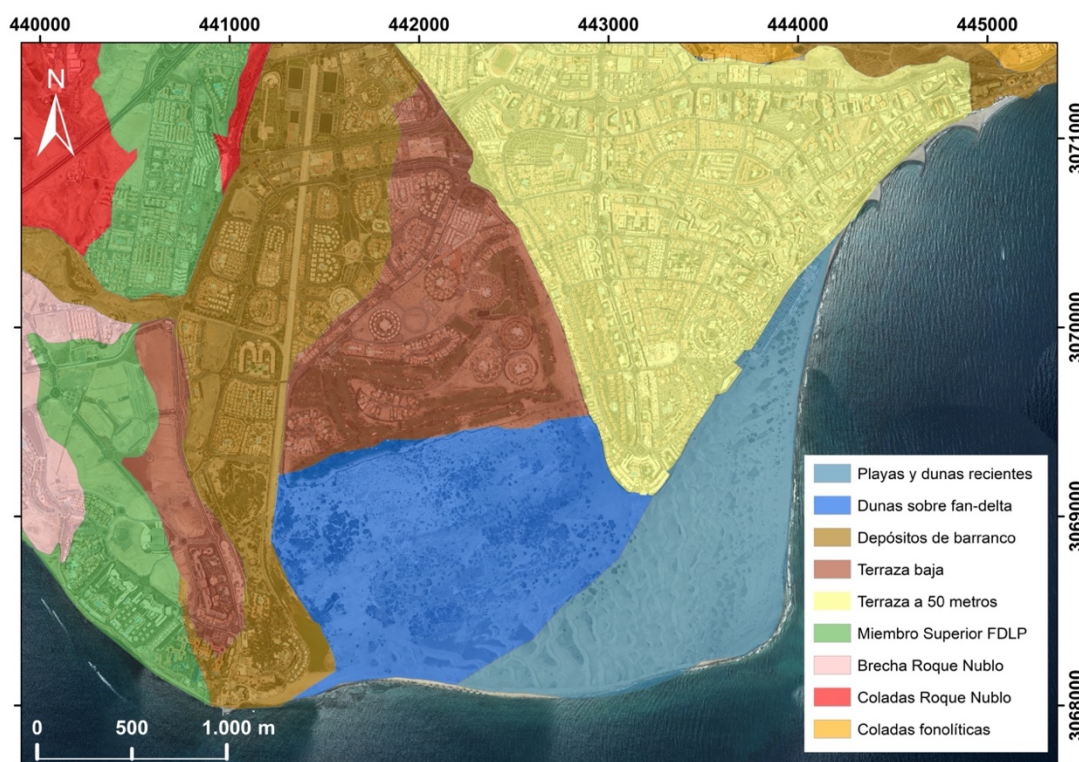 440000 441000 442000 443000 444000 445000
N
3071000
3070000
3069000
3068000
Playas y dunas recientes
Dunas sobre fan-delta
Depósitos de barranco
Terraza baja
Terraza a 50 metros
Miembro Superior FDLP
Brecha Roque Nublo
Coladas Roque Nublo
Coladas fonolíticas
0 500 1.000 m